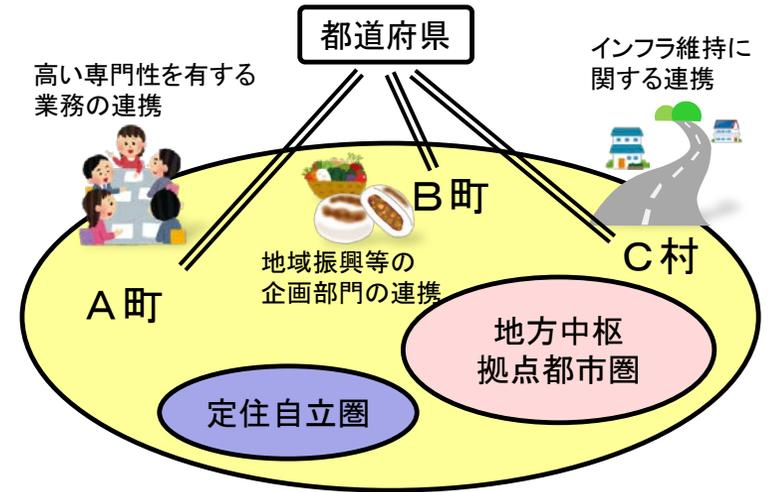 都道府県
高い専門性を有する
業務の連携
インフラ維持に
関する連携
B町
C村
地域振興等の
企画部門の連携
A町
地方中枢
拠点都市圏
定住自立圏